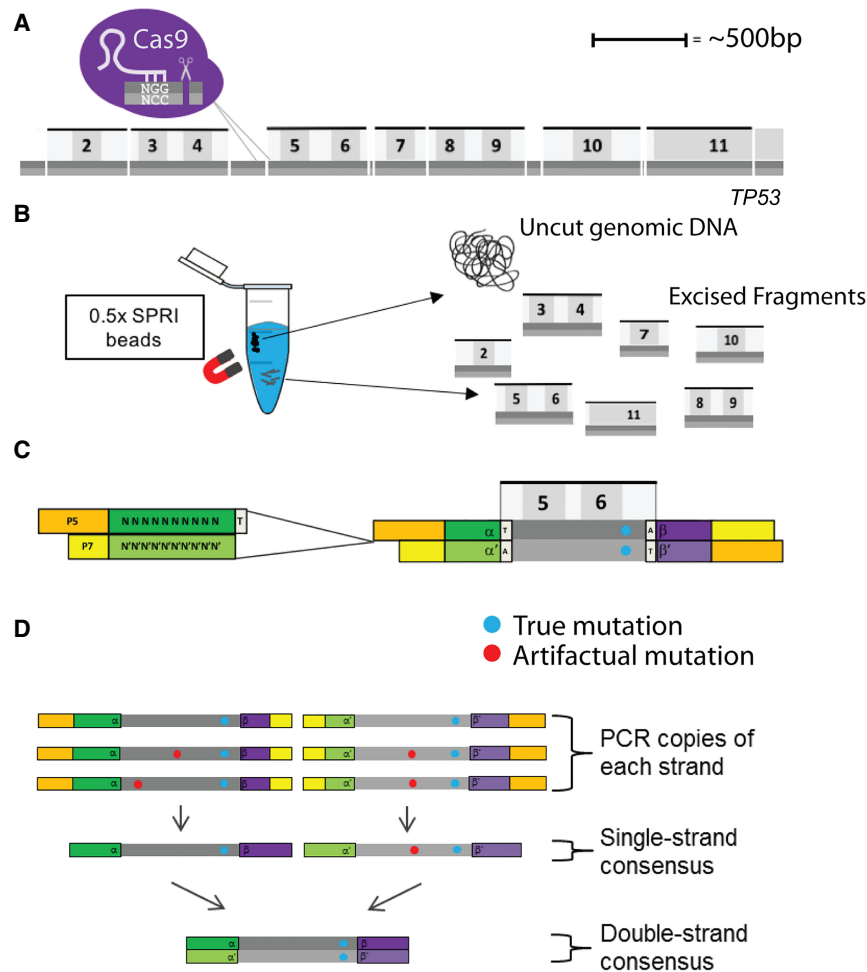 A
Cas9
NGG
NCC
= ~500bp
2 3 4 5 6 7 8 9 10 11
TP53
B
Uncut genomic DNA
0.5x SPRI
beads
Excised Fragments
3 4
7
10
2
5 6
11
8 9
C
P5 N N N N N N N N N N T
P7 N'N'N'N'N'N'N'N'N'N'
5 6
α T A β
α' A T β'
D
True mutation
Artifactual mutation
α β α' β'
α β α' β'
α β α' β'
PCR copies of
each strand
α β α' β'
Single-strand
consensus
α β
α' β'
Double-strand
consensus